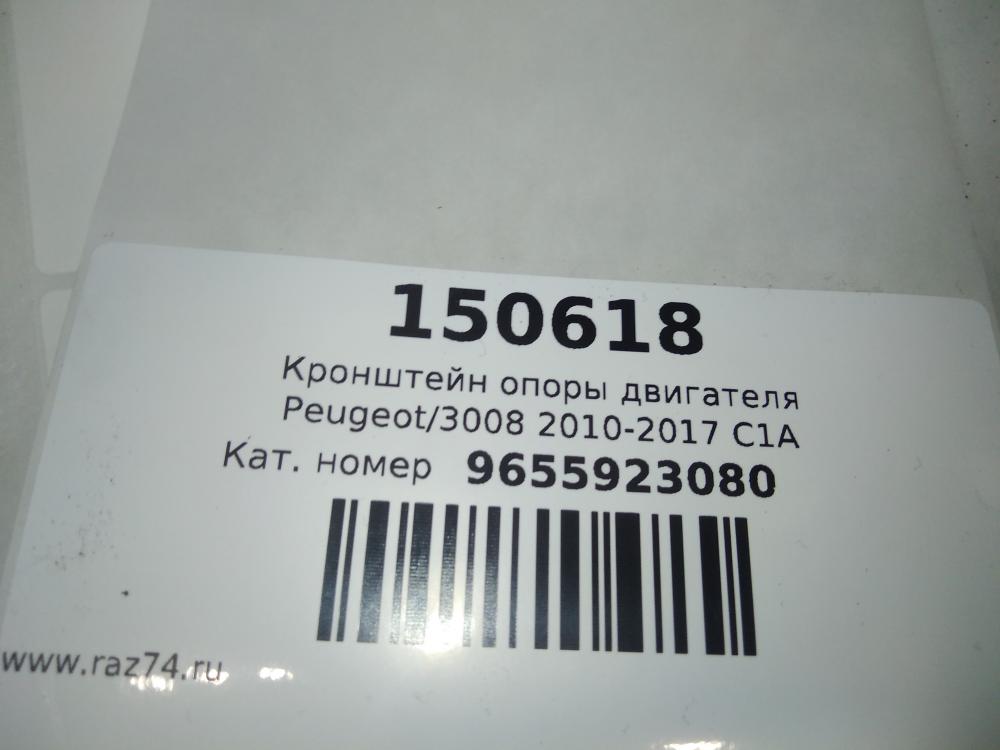 150618
Кронштейн опоры двигателя
Peugeot/3008 2010-2017 C1A
Кат. номер 9655923080
www.raz74.ru